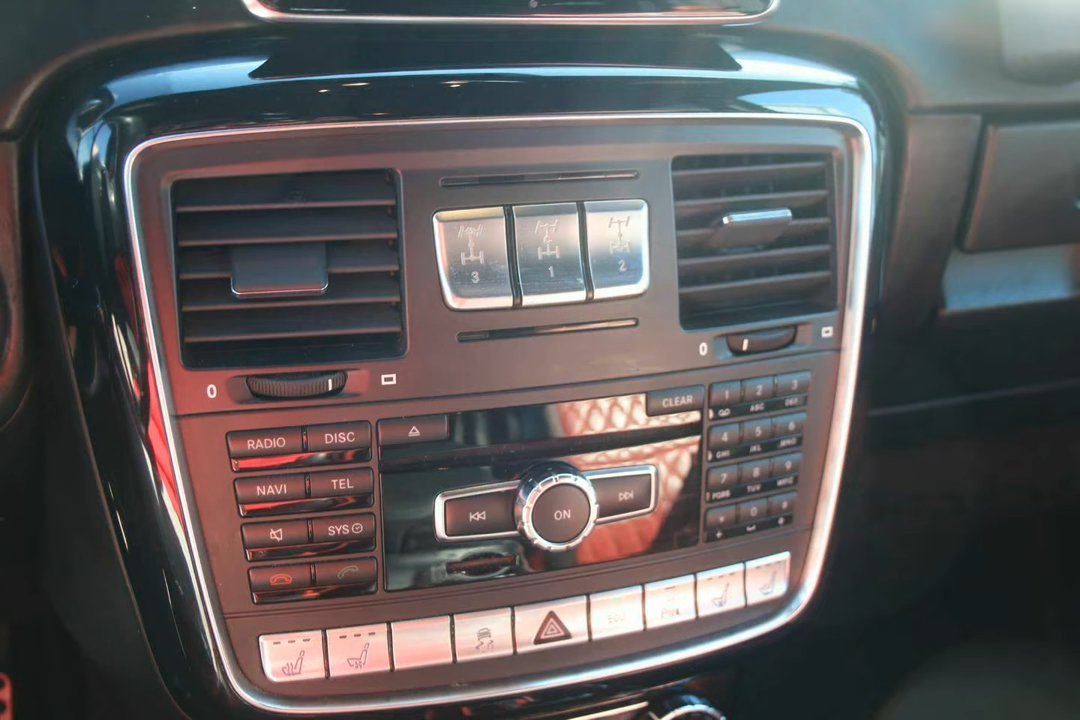 3 1 2
0
0
CLEAR
1 2 3
ABC DEF
RADIO DISC
4 5 6
GHI JKL MNO
NAVI TEL
7 8 9
PQRS TUV WXYZ
ON
SYS
* 0 #
+
ECO